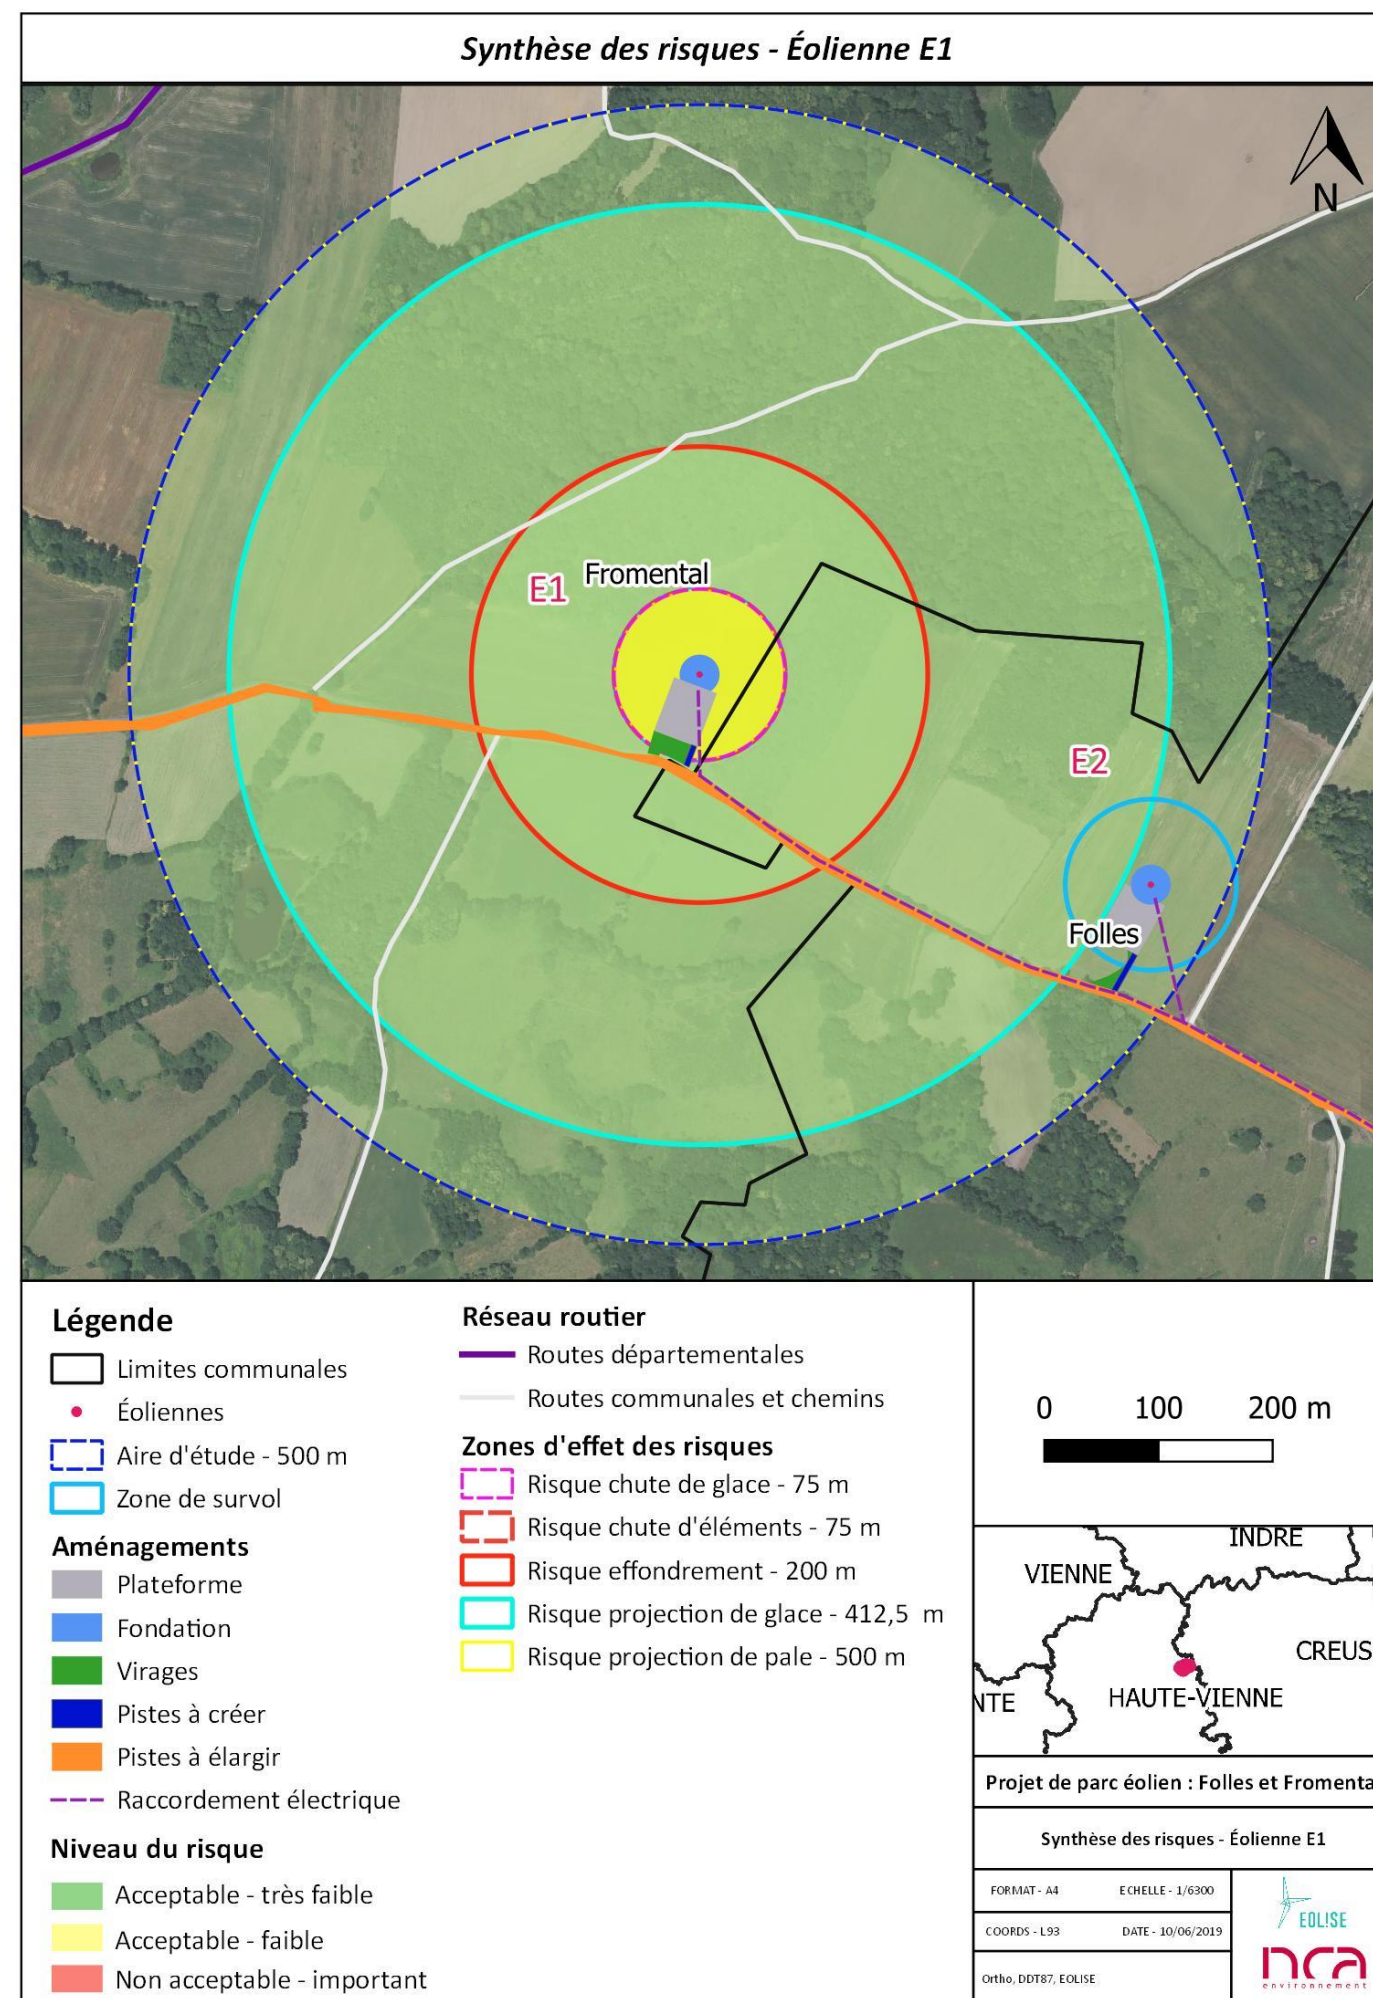 Synthèse des risques - Éolienne E1
N
E1
Fromental
E2
Folles
Légende
Limites communales
Éoliennes
Aire d'étude - 500 m
Zone de survol
Aménagements
Plateforme
Fondation
Virages
Pistes à créer
Pistes à élargir
Raccordement électrique
Niveau du risque
Acceptable - très faible
Acceptable - faible
Non acceptable - important
Réseau routier
Routes départementales
Routes communales et chemins
Zones d'effet des risques
Risque chute de glace - 75 m
Risque chute d'éléments - 75 m
Risque effondrement - 200 m
Risque projection de glace - 412,5 m
Risque projection de pale - 500 m
0 100 200 m
INDRE
VIENNE
CREUS
NTE
HAUTE-VIENNE
Projet de parc éolien : Folles et Fromenta
Synthèse des risques - Éolienne E1
FORMAT - A4 ECHELLE - 1/6300
COORDS - L93 DATE - 10/06/2019
Ortho, DDT87, EOLISE
EOL!SE
nca
environnement